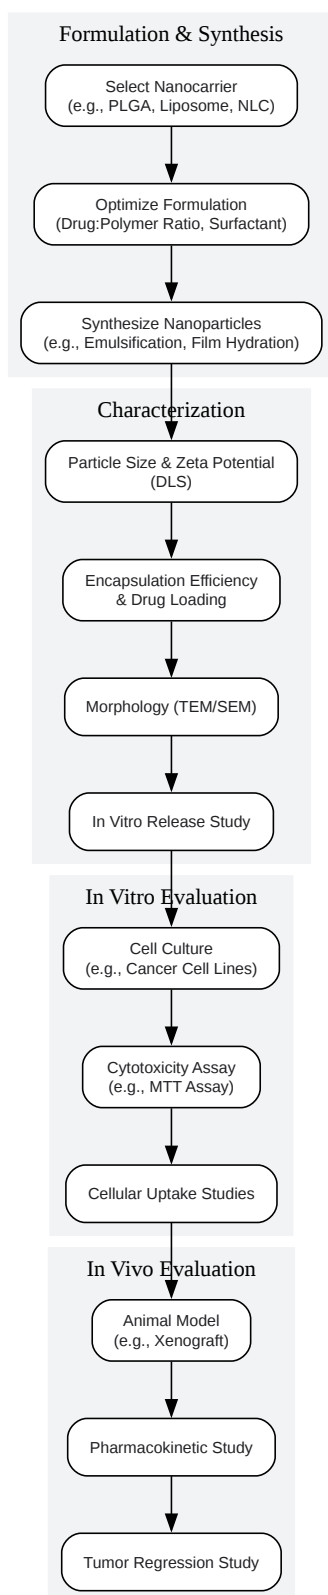 Formulation & Synthesis
Select Nanocarrier
(e.g., PLGA, Liposome, NLC)
Optimize Formulation
(Drug:Polymer Ratio, Surfactant)
Synthesize Nanoparticles
(e.g., Emulsification, Film Hydration)
Characterization
Particle Size & Zeta Potential
(DLS)
Encapsulation Efficiency
& Drug Loading
Morphology (TEM/SEM)
In Vitro Release Study
In Vitro Evaluation
Cell Culture
(e.g., Cancer Cell Lines)
Cytotoxicity Assay
(e.g., MTT Assay)
Cellular Uptake Studies
In Vivo Evaluation
Animal Model
(e.g., Xenograft)
Pharmacokinetic Study
Tumor Regression Study